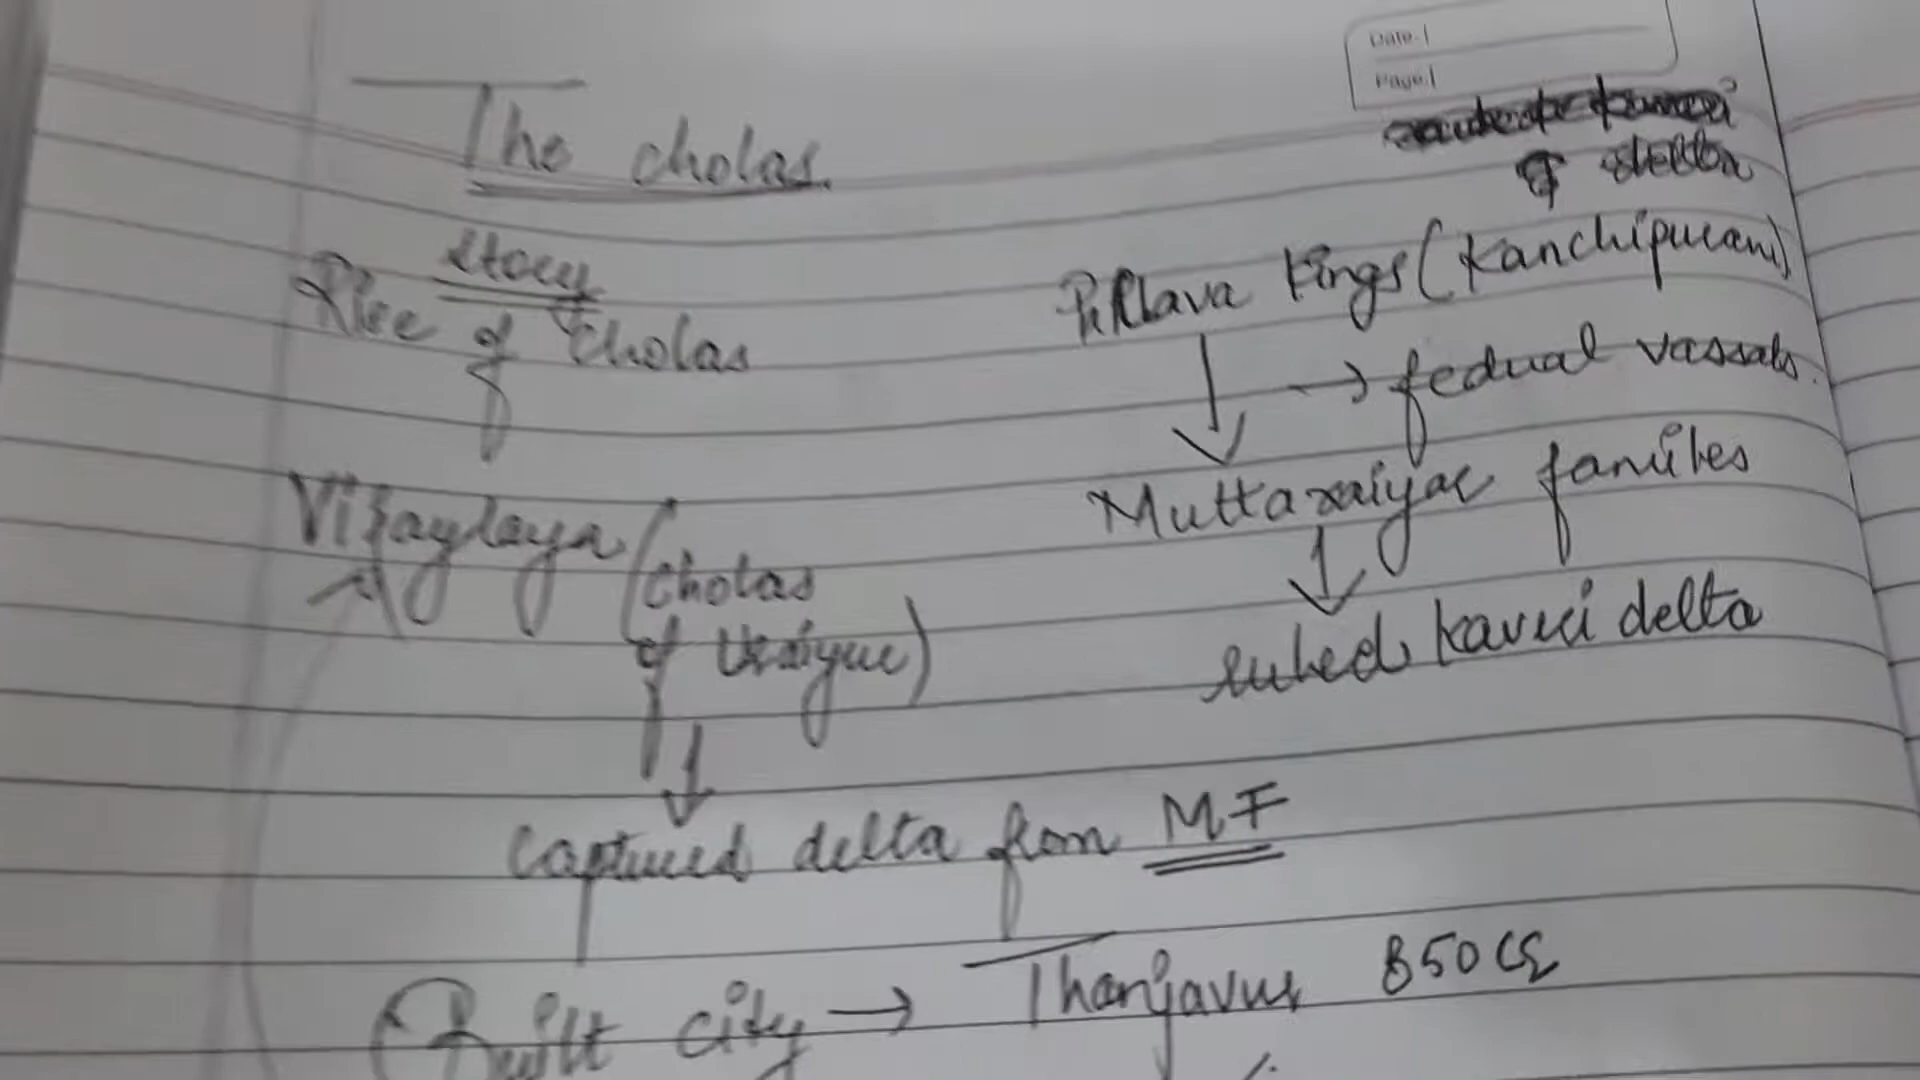 Date.
Page.
The cholas.
delta
story
Rise of Cholas
Pallava Kings (Kanchipuram)
→ fedual vassals.
Vijaylaya (Cholas
of Uraiyur)
Muttaraiyar families
ruled kaveri delta
Captured delta from MF
Built city → Thanjavur 850 CE